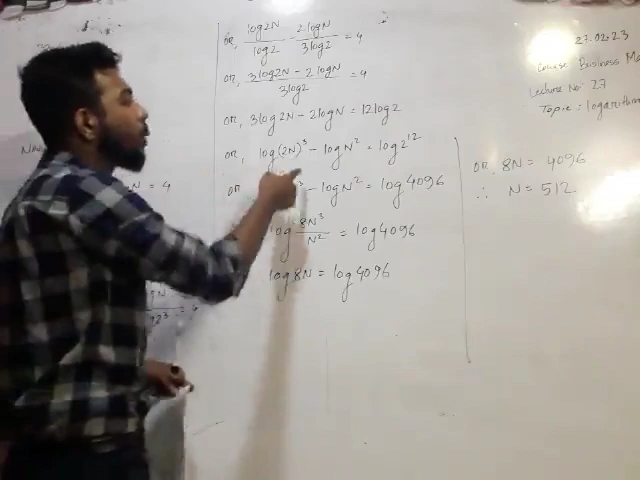 = 4
or, log2N/log2 - 2logN/3log2 = 4
or, 3log2N - 2logN/3log2 = 4
or, 3log2N - 2logN = 12log2
or, log(2N)³ - logN² = log2¹²
or - logN² = log4096
8N³/N² = log4096
log8N = log4096
or, 8N = 4096
∴ N = 512
27.02.23
Course Business
Lecture No: 27
Topic = logarithm